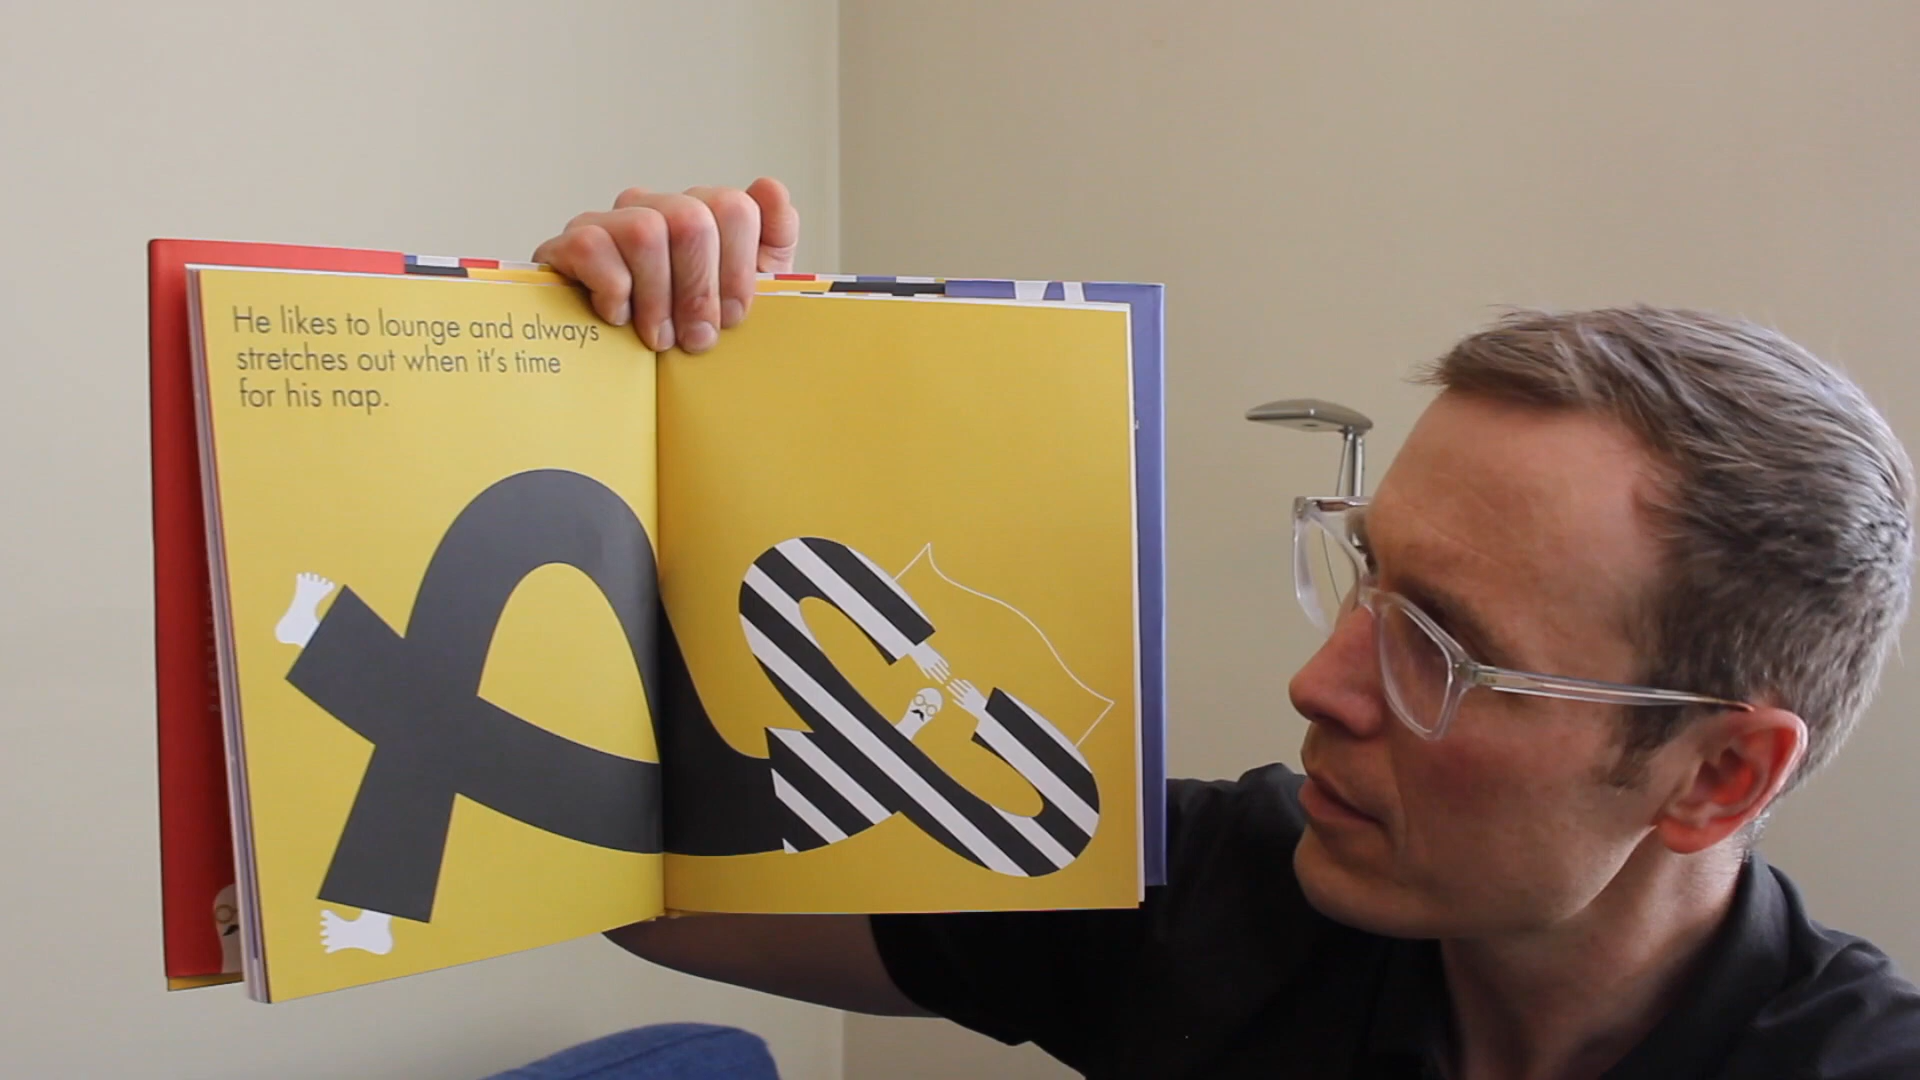 He likes to lounge and always
stretches out when it's time
for his nap.